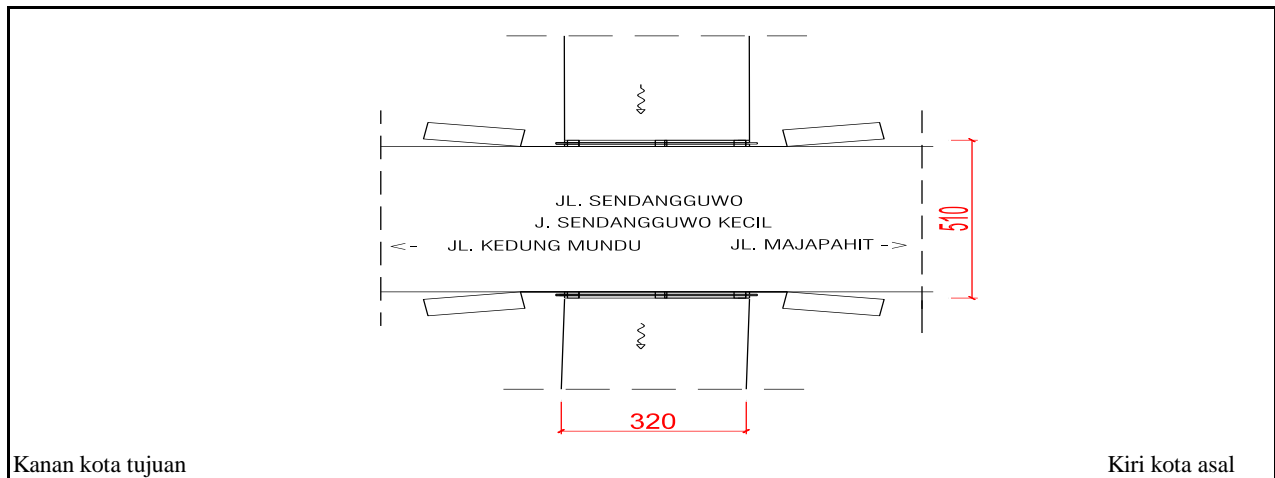 JL. SENDANGGUWO
J. SENDANGGUWO KECIL
<- JL. KEDUNG MUNDU JL. MAJAPAHIT ->
510
320
Kanan kota tujuan Kiri kota asal